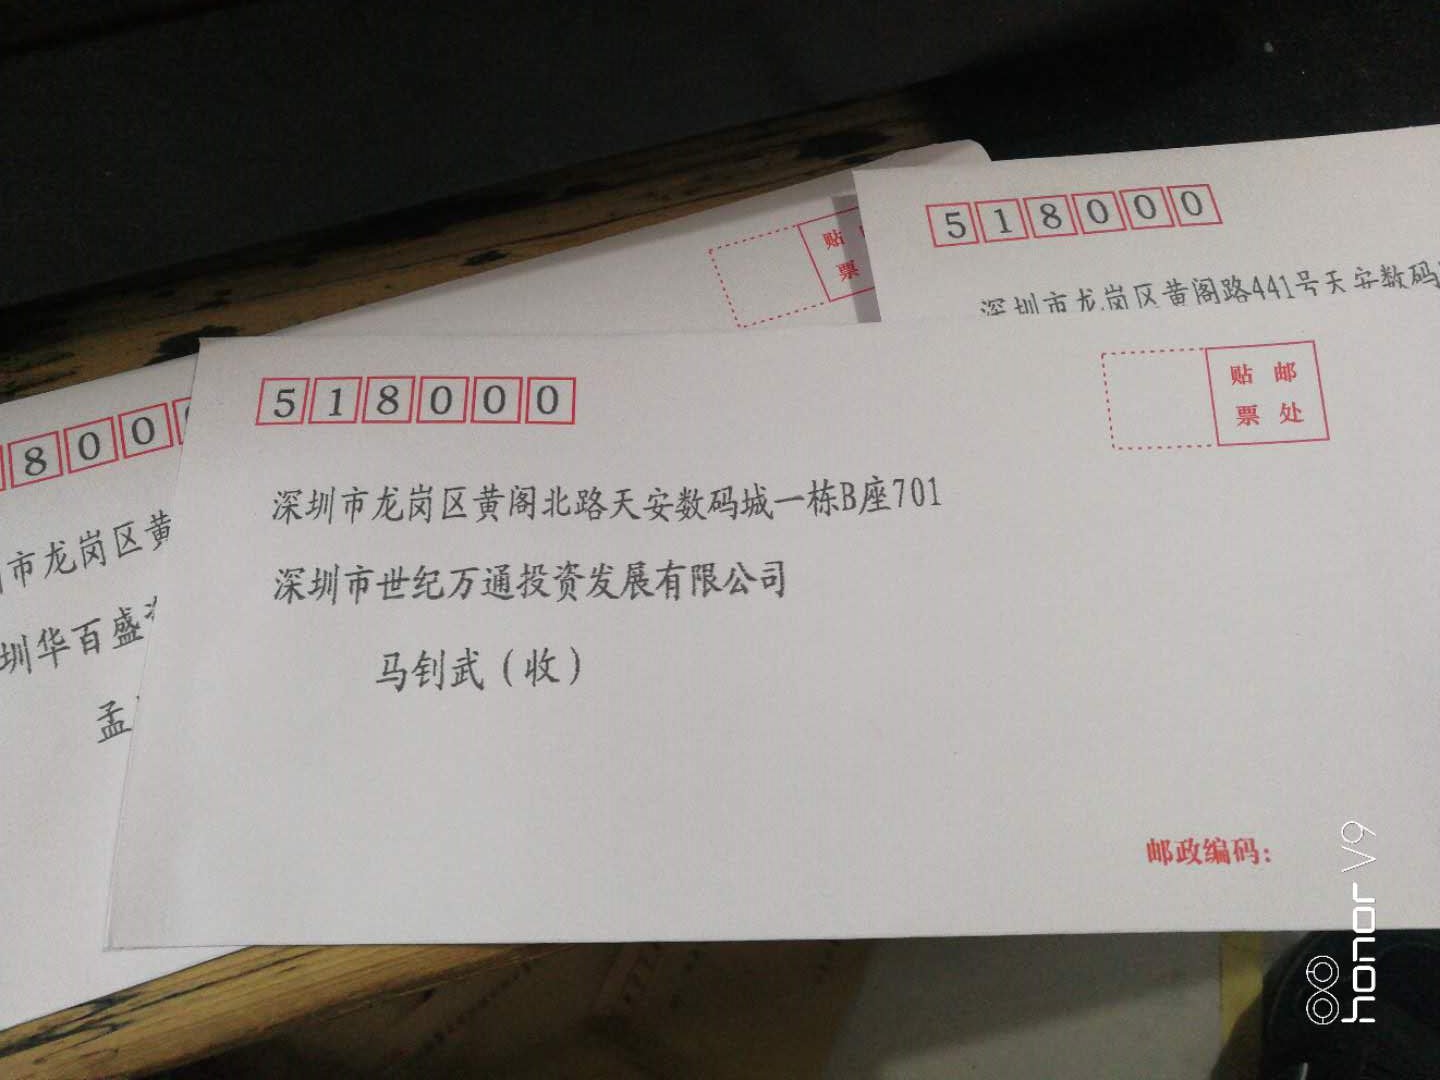 518000
深圳市龙岗区黄阁路441号天安数码
贴
票
518000
贴 邮
票 处
深圳市龙岗区黄阁北路天安数码城一栋B座701
深圳市世纪万通投资发展有限公司
马钊武（收）
邮政编码：
800
市龙岗区黄
圳华百盛
孟
honor V9